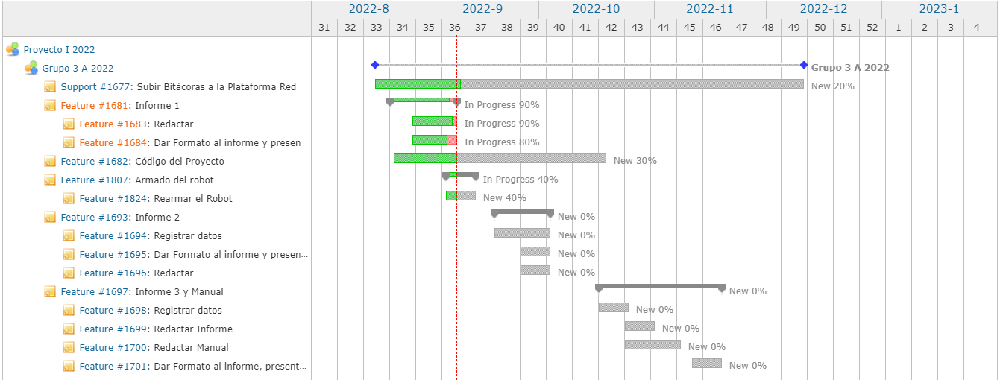 2022-8 2022-9 2022-10 2022-11 2022-12 2023-1
31 32 33 34 35 36 37 38 39 40 41 42 43 44 45 46 47 48 49 50 51 52 1 2 3 4
Proyecto I 2022
Grupo 3 A 2022 Grupo 3 A 2022
Support #1677: Subir Bitácoras a la Plataforma Red... New 20%
Feature #1681: Informe 1 In Progress 90%
Feature #1683: Redactar In Progress 90%
Feature #1684: Dar Formato al informe y presen... In Progress 80%
Feature #1682: Código del Proyecto New 30%
Feature #1807: Armado del robot In Progress 40%
Feature #1824: Rearmar el Robot New 40%
Feature #1693: Informe 2 New 0%
Feature #1694: Registrar datos New 0%
Feature #1695: Dar Formato al informe y presen... New 0%
Feature #1696: Redactar New 0%
Feature #1697: Informe 3 y Manual New 0%
Feature #1698: Registrar datos New 0%
Feature #1699: Redactar Informe New 0%
Feature #1700: Redactar Manual New 0%
Feature #1701: Dar Formato al informe, present... New 0%